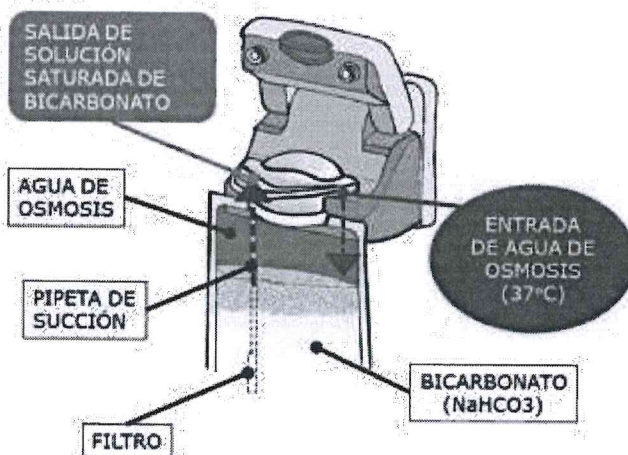 SALIDA DE
SOLUCIÓN
SATURADA DE
BICARBONATO
AGUA DE
OSMOSIS
ENTRADA
DE AGUA DE
OSMOSIS
(37ºC)
PIPETA DE
SUCCIÓN
BICARBONATO
(NaHCO3)
FILTRO